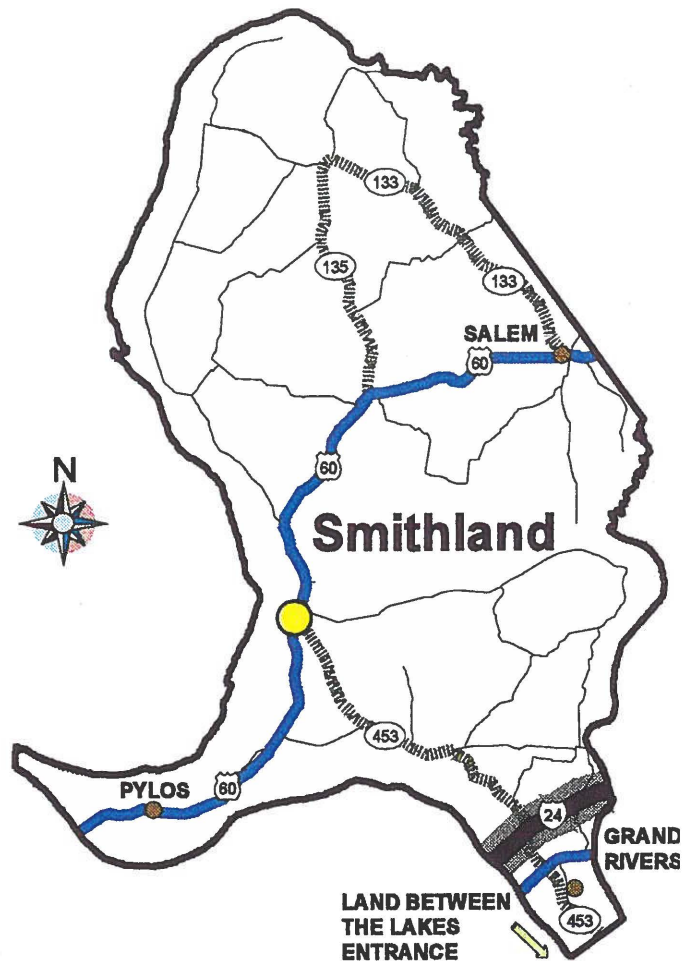 133
133
135
SALEM
60
60
N
Smithland
453
PYLOS
60
24
GRAND
RIVERS
LAND BETWEEN
THE LAKES
ENTRANCE
453